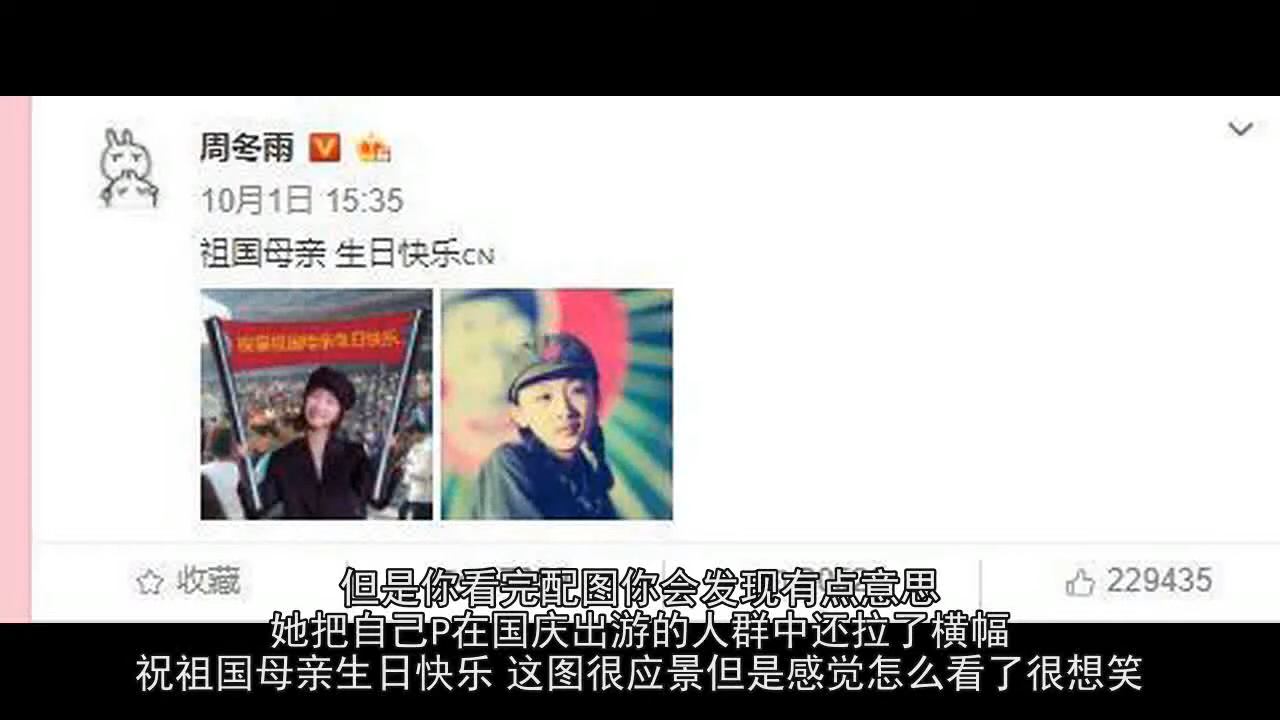 周冬雨
10月1日 15:35
祖国母亲 生日快乐CN
收藏
229435
但是你看完配图你会发现有点意思
她把自己P在国庆出游的人群中还拉了横幅
祝祖国母亲生日快乐 这图很应景但是感觉怎么看了很想笑